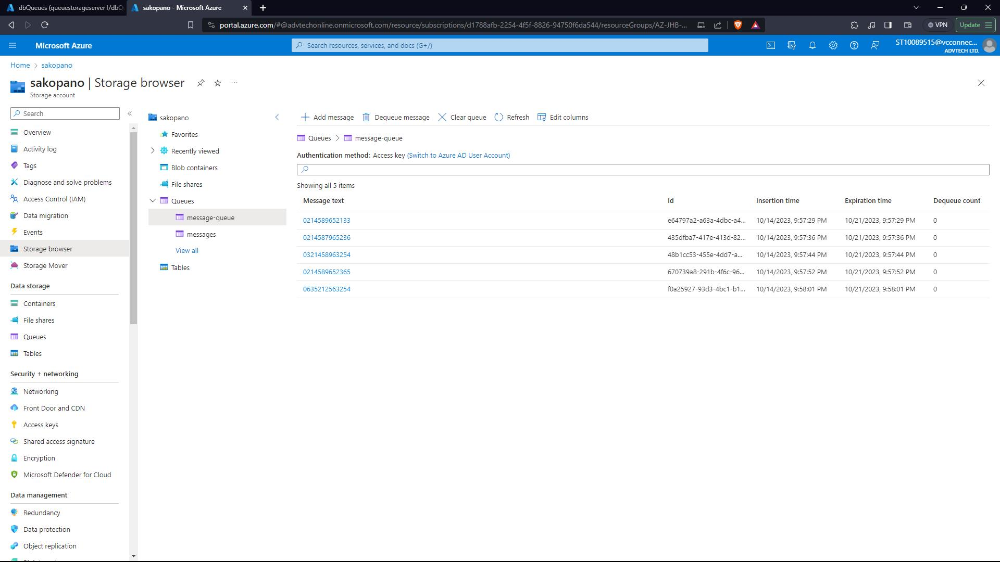 dbQueues (queuestorageserver1/dbQ
sakopano - Microsoft Azure
portal.azure.com/#@advtechonline.onmicrosoft.com/resource/subscriptions/d1788afb-2254-4f5f-8826-94750f6da544/resourceGroups/AZ-JHB-...
VPN
Update
Microsoft Azure
Search resources, services, and docs (G+/)
ST10089515@vcconnec...
ADVTECH LTD.
Home > sakopano
sakopano | Storage browser
Storage account
Search
Overview
Activity log
Tags
Diagnose and solve problems
Access Control (IAM)
Data migration
Events
Storage browser
Storage Mover
Data storage
Containers
File shares
Queues
Tables
Security + networking
Networking
Front Door and CDN
Access keys
Shared access signature
Encryption
Microsoft Defender for Cloud
Data management
Redundancy
Data protection
Object replication
sakopano
Favorites
Recently viewed
Blob containers
File shares
Queues
message-queue
messages
View all
Tables
Add message Dequeue message Clear queue Refresh Edit columns
Queues > message-queue
Authentication method: Access key (Switch to Azure AD User Account)
Showing all 5 items
Message text Id Insertion time Expiration time Dequeue count
0214589652133 e64797a2-a63a-4dbc-a4... 10/14/2023, 9:57:29 PM 10/21/2023, 9:57:29 PM 0
0214587965236 435dfba7-417e-413d-82... 10/14/2023, 9:57:36 PM 10/21/2023, 9:57:36 PM 0
0321458963254 48b1cc53-455e-4dd7-a... 10/14/2023, 9:57:44 PM 10/21/2023, 9:57:44 PM 0
0214589652365 670739a8-291b-4f6c-96... 10/14/2023, 9:57:52 PM 10/21/2023, 9:57:52 PM 0
0635212563254 f0a25927-93d3-4bc1-b1... 10/14/2023, 9:58:01 PM 10/21/2023, 9:58:01 PM 0